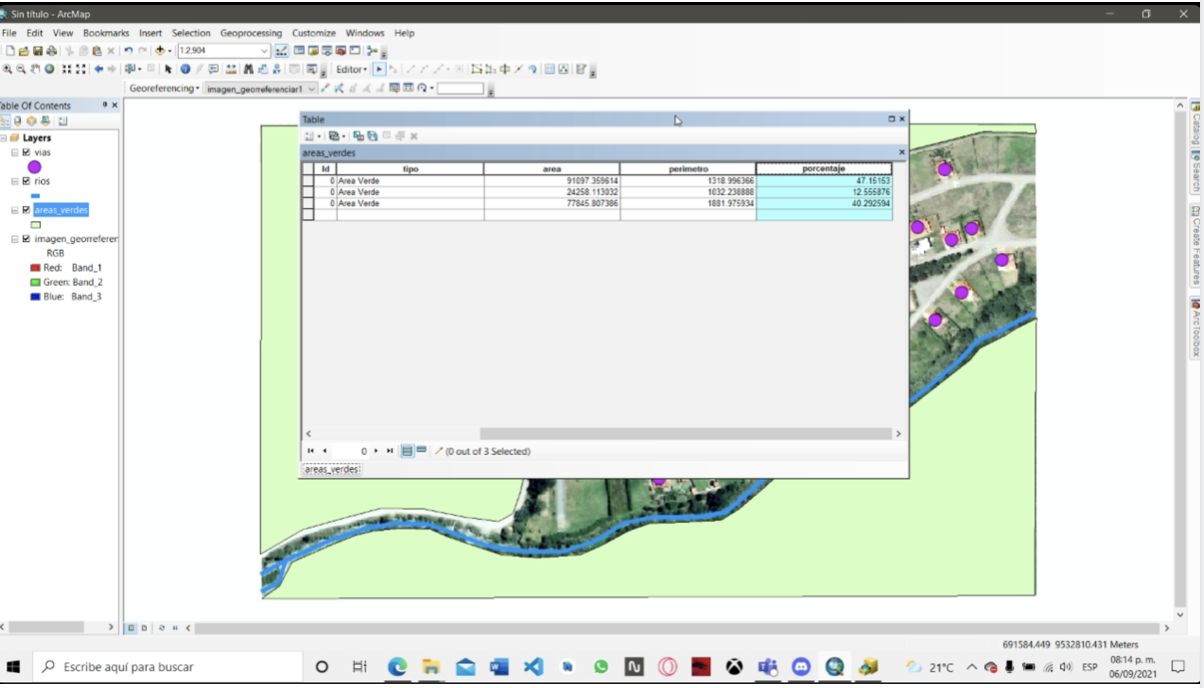 Sin título - ArcMap
File Edit View Bookmarks Insert Selection Geoprocessing Customize Windows Help
1:2,904
Editor
Georeferencing imagen_georreferenciar1
Table Of Contents
Layers
vias
rios
areas_verdes
imagen_georreferer
RGB
Red: Band_1
Green: Band_2
Blue: Band_3
Table
areas_verdes
Id tipo area perimetro porcentaje
0 Area Verde 91097.359614 1318.996366 47.15153
0 Area Verde 24258.113032 1032.238888 12.555876
0 Area Verde 77845.807386 1881.975934 40.292594
0 (0 out of 3 Selected)
areas_verdes
Catalog
Search
Create Features
ArcToolbox
691584.449 9532810.431 Meters
Escribe aquí para buscar
21°C ESP 08:14 p. m.
06/09/2021